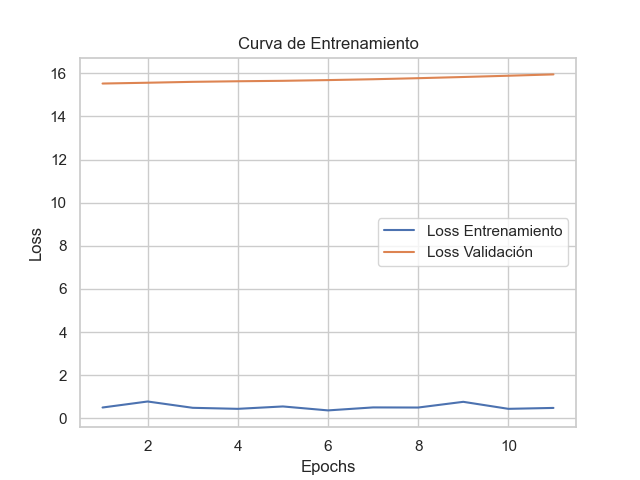 Curva de Entrenamiento
16
14
12
10
8
6
4
2
0
Loss
Loss Entrenamiento
Loss Validación
2 4 6 8 10
Epochs